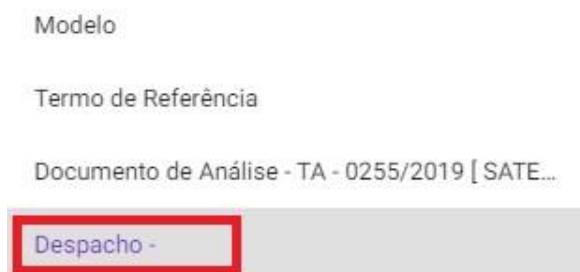 Modelo
Termo de Referência
Documento de Análise - TA - 0255/2019 [ SATE...
Despacho -